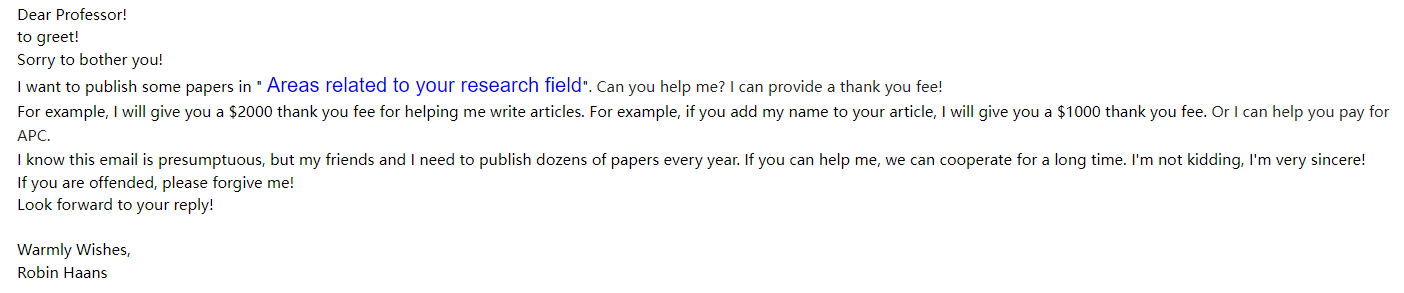 Dear Professor!
to greet!
Sorry to bother you!
I want to publish some papers in " Areas related to your research field". Can you help me? I can provide a thank you fee!
For example, I will give you a $2000 thank you fee for helping me write articles. For example, if you add my name to your article, I will give you a $1000 thank you fee. Or I can help you pay for
APC.
I know this email is presumptuous, but my friends and I need to publish dozens of papers every year. If you can help me, we can cooperate for a long time. I'm not kidding, I'm very sincere!
If you are offended, please forgive me!
Look forward to your reply!
Warmly Wishes,
Robin Haans